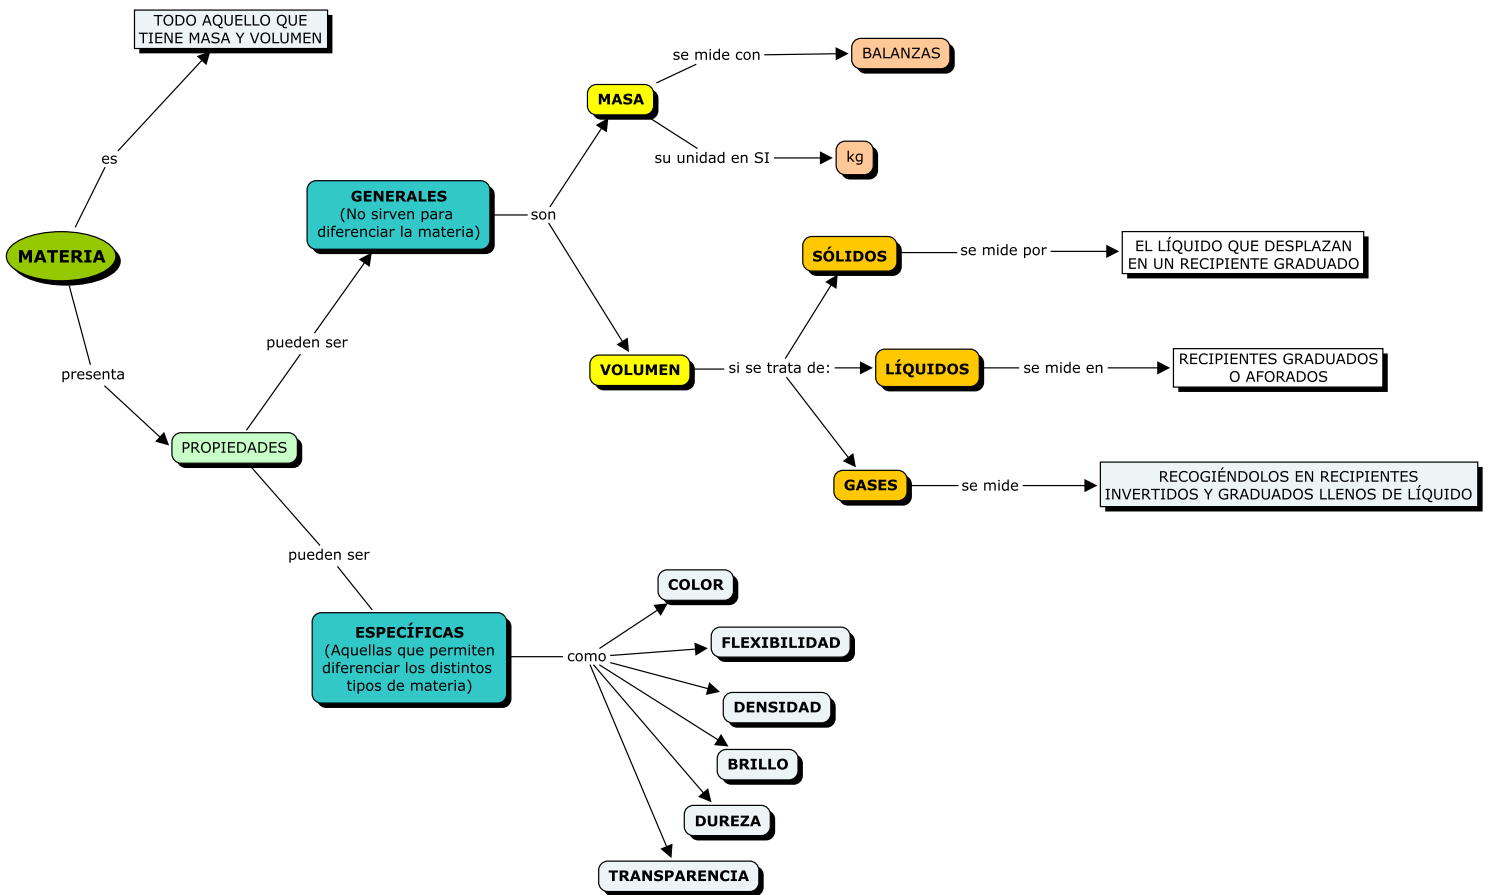 TODO AQUELLO QUE
TIENE MASA Y VOLUMEN
es
MATERIA
presenta
PROPIEDADES
pueden ser
GENERALES
(No sirven para
diferenciar la materia)
son
MASA
se mide con
BALANZAS
su unidad en SI
kg
VOLUMEN
si se trata de:
SÓLIDOS
se mide por
EL LÍQUIDO QUE DESPLAZAN
EN UN RECIPIENTE GRADUADO
LÍQUIDOS
se mide en
RECIPIENTES GRADUADOS
O AFORADOS
GASES
se mide
RECOGIÉNDOLOS EN RECIPIENTES
INVERTIDOS Y GRADUADOS LLENOS DE LÍQUIDO
pueden ser
ESPECÍFICAS
(Aquellas que permiten
diferenciar los distintos
tipos de materia)
como
COLOR
FLEXIBILIDAD
DENSIDAD
BRILLO
DUREZA
TRANSPARENCIA